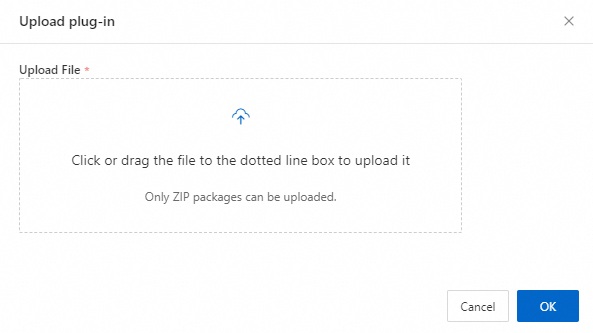 Upload plug-in
Upload File *
Click or drag the file to the dotted line box to upload it
Only ZIP packages can be uploaded.
Cancel
OK